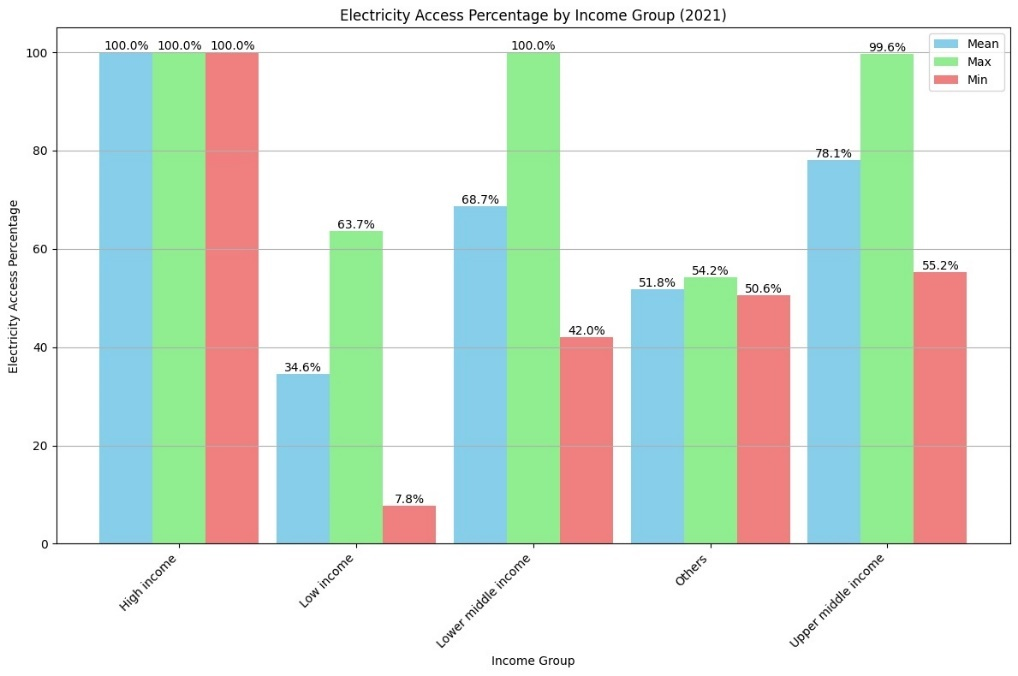 Electricity Access Percentage by Income Group (2021)
Electricity Access Percentage
100
80
60
40
20
0
100.0% 100.0% 100.0%
34.6% 63.7% 7.8%
68.7% 100.0% 42.0%
51.8% 54.2% 50.6%
78.1% 99.6% 55.2%
Mean
Max
Min
High income
Low income
Lower middle income
Others
Upper middle income
Income Group